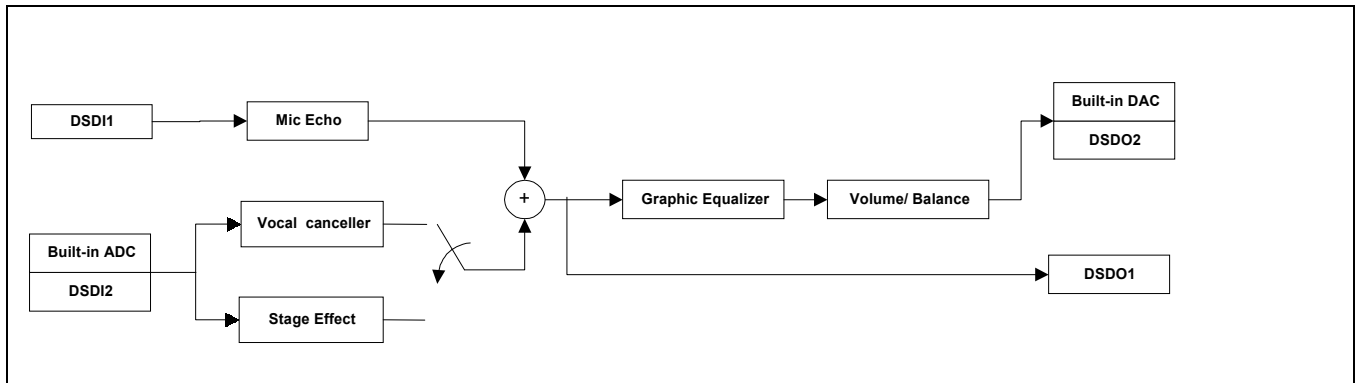 DSDI1
Mic Echo
Built-in ADC
DSDI2
Vocal canceller
Stage Effect
+
Graphic Equalizer
Volume/ Balance
Built-in DAC
DSDO2
DSDO1